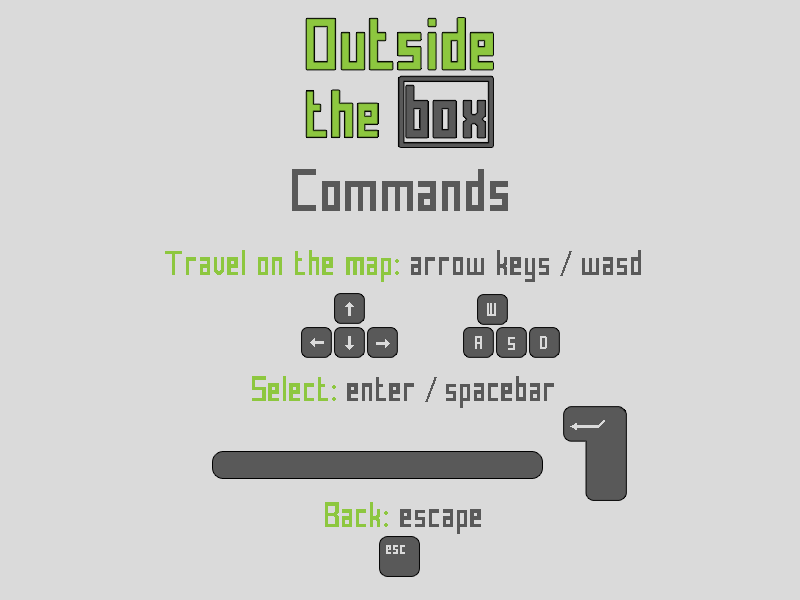 Outside
the box
Commands
Travel on the map: arrow keys / wasd
↑ W
← ↓ → A S D
Select: enter / spacebar
Back: escape
esc